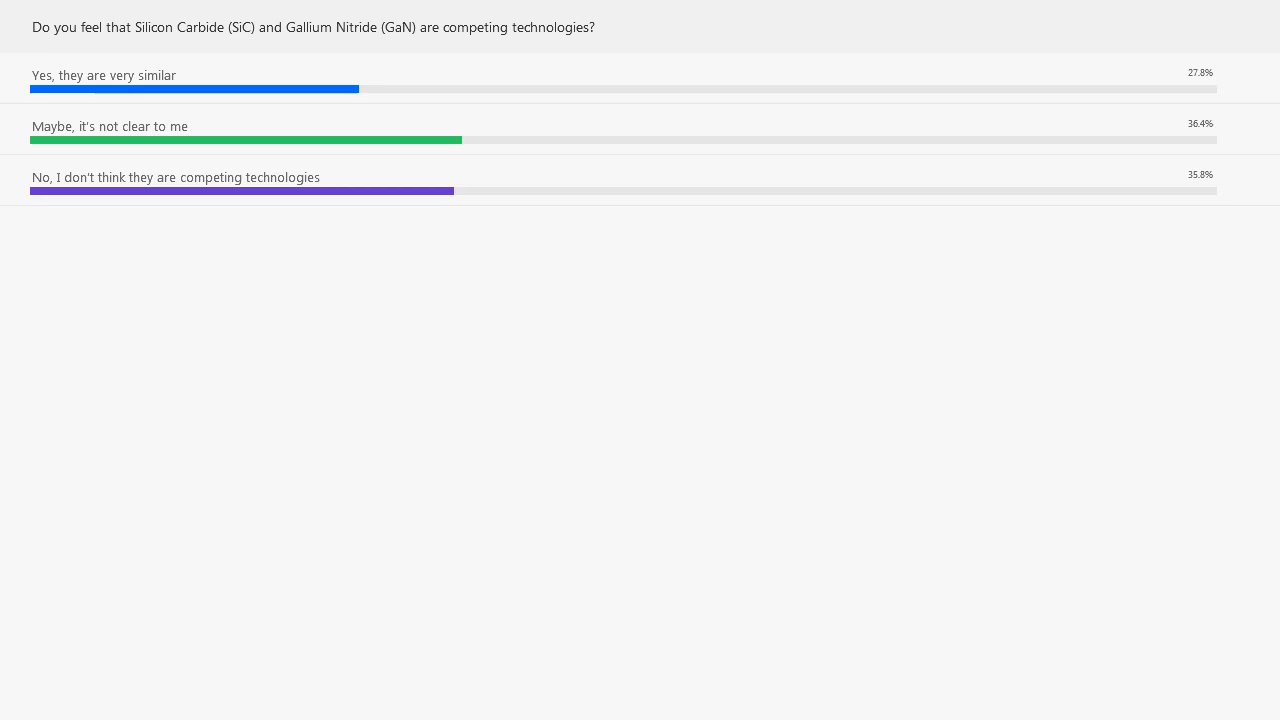 Do you feel that Silicon Carbide (SiC) and Gallium Nitride (GaN) are competing technologies?
Yes, they are very similar
27.8%
Maybe, it's not clear to me
36.4%
No, I don't think they are competing technologies
35.8%